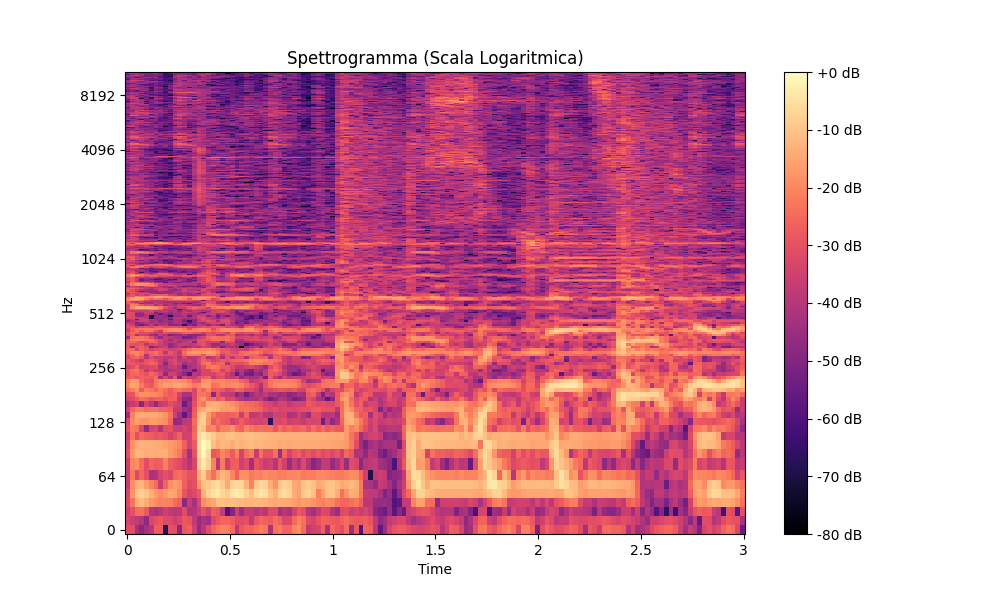 Spettrogramma (Scala Logaritmica)
Hz
8192
4096
2048
1024
512
256
128
64
0
0
0.5
1
1.5
2
2.5
3
Time
+0 dB
-10 dB
-20 dB
-30 dB
-40 dB
-50 dB
-60 dB
-70 dB
-80 dB